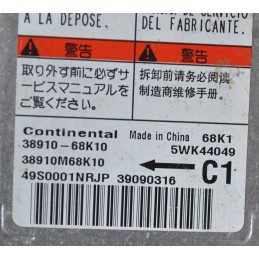 A LA DÉPOSE.
DEL FABRICANTE.
警告
警告
取り外す前に必ずサ
ービスマニュアルを
ご覧ください。
拆卸前请务必阅读
制造商维修手册.
Continental Made in China 68K1
38910-68K10 5WK44049
38910M68K10 C1
49S0001NRJP 39090316